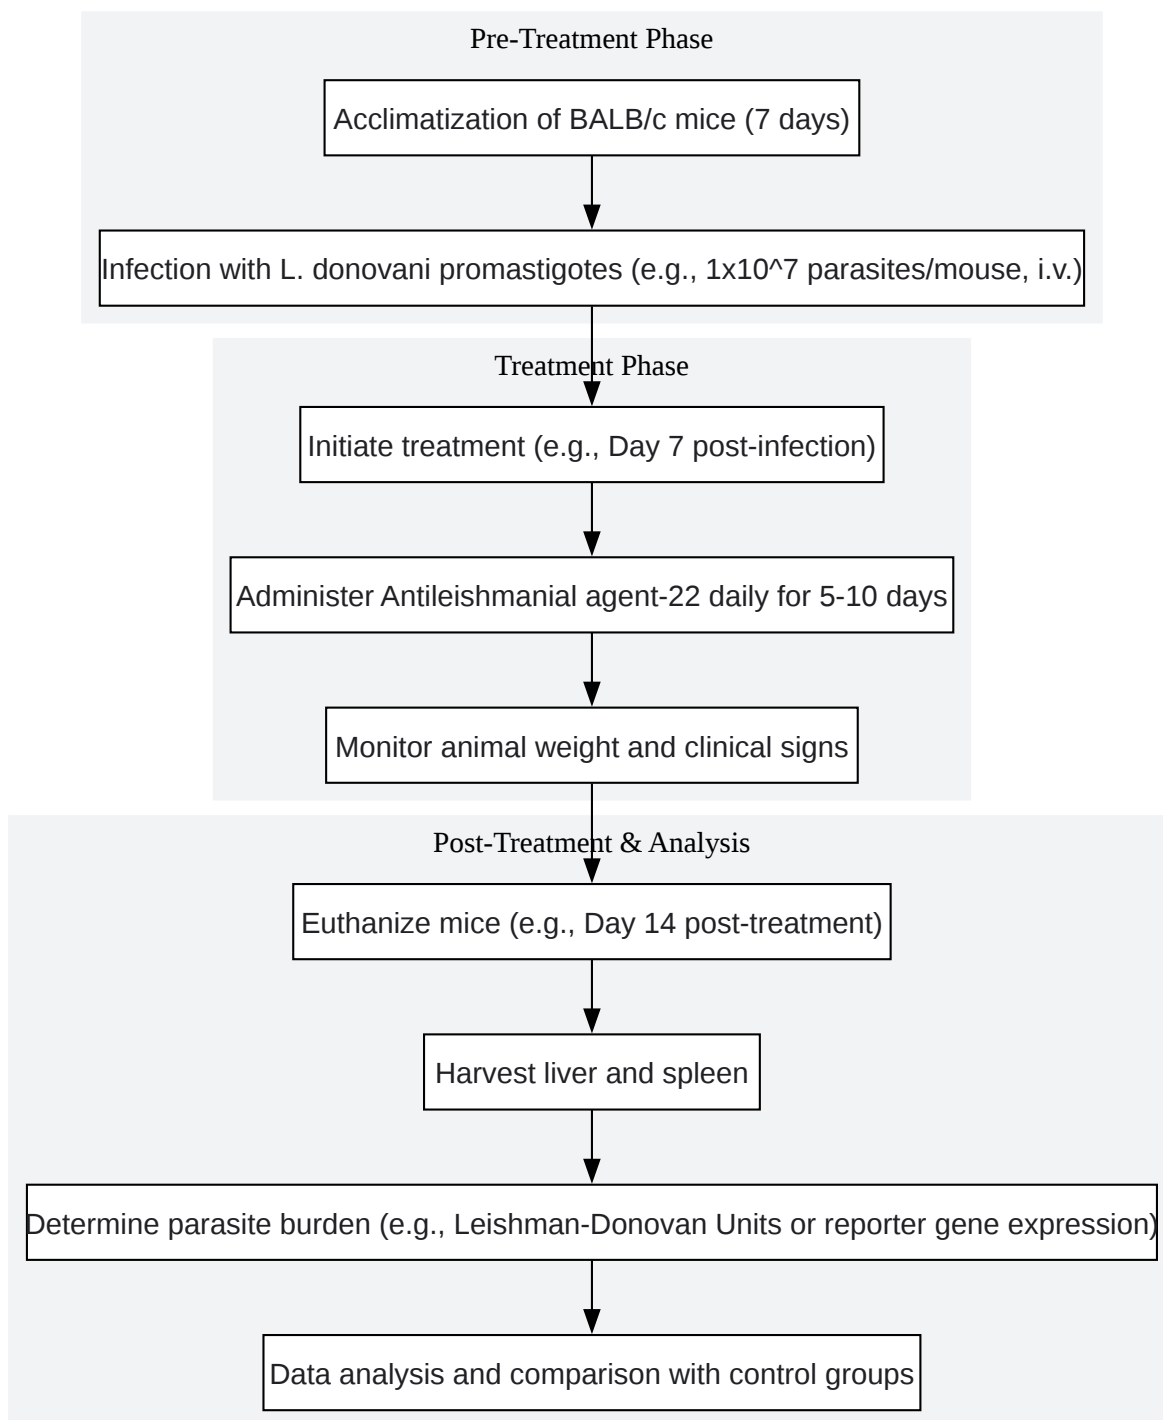 Pre-Treatment Phase
Acclimatization of BALB/c mice (7 days)
Infection with L. donovani promastigotes (e.g., 1x10^7 parasites/mouse, i.v.)
Treatment Phase
Initiate treatment (e.g., Day 7 post-infection)
Administer Antileishmanial agent-22 daily for 5-10 days
Monitor animal weight and clinical signs
Post-Treatment & Analysis
Euthanize mice (e.g., Day 14 post-treatment)
Harvest liver and spleen
Determine parasite burden (e.g., Leishman-Donovan Units or reporter gene expression)
Data analysis and comparison with control groups